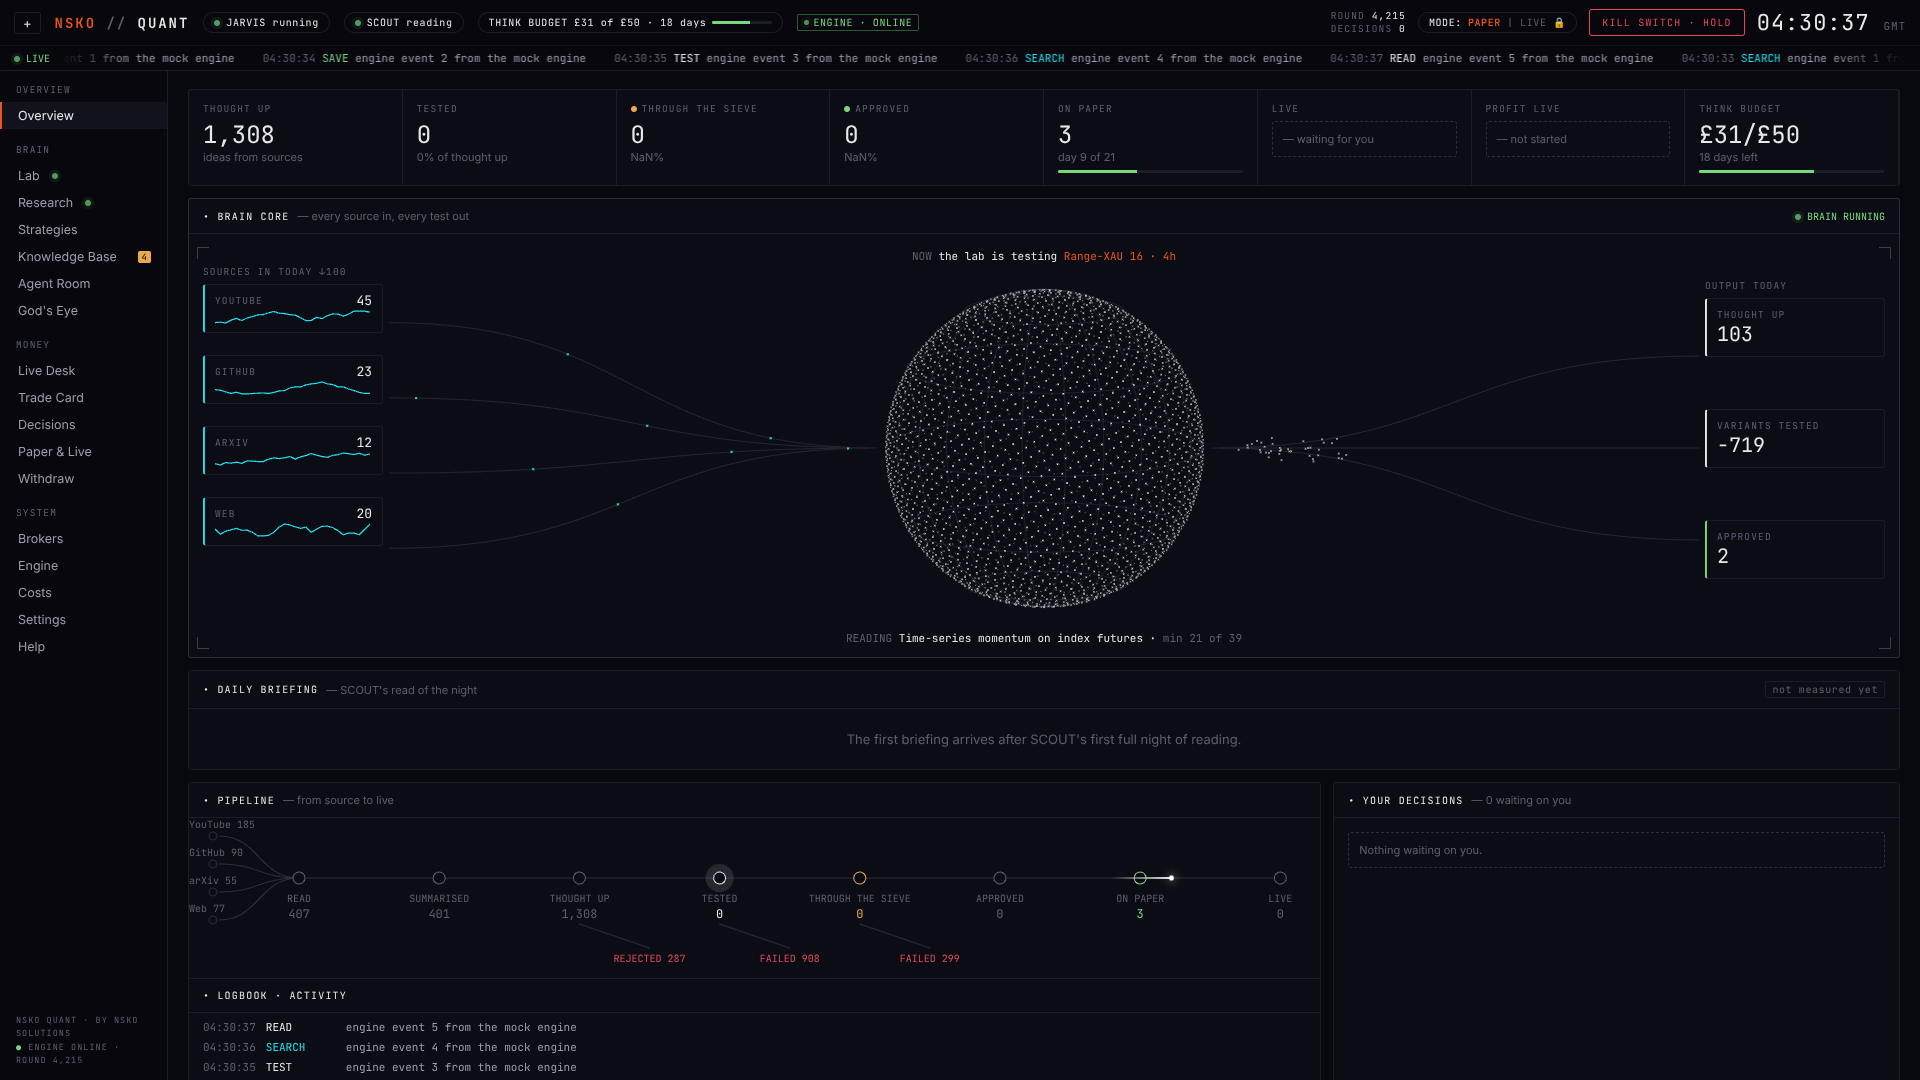 + NSKO // QUANT JARVIS running SCOUT reading THINK BUDGET £31 of £50 · 18 days ENGINE · ONLINE ROUND 4,215 DECISIONS 0 MODE: PAPER | LIVE KILL SWITCH · HOLD 04:30:37 GMT
LIVE nt 1 from the mock engine 04:30:34 SAVE engine event 2 from the mock engine 04:30:35 TEST engine event 3 from the mock engine 04:30:36 SEARCH engine event 4 from the mock engine 04:30:37 READ engine event 5 from the mock engine 04:30:33 SEARCH engine event 1 fr
OVERVIEW
Overview
BRAIN
Lab
Research
Strategies
Knowledge Base 4
Agent Room
God's Eye
MONEY
Live Desk
Trade Card
Decisions
Paper & Live
Withdraw
SYSTEM
Brokers
Engine
Costs
Settings
Help
NSKO QUANT · BY NSKO
SOLUTIONS
ENGINE ONLINE ·
ROUND 4,215
THOUGHT UP
1,308
ideas from sources
TESTED
0
0% of thought up
THROUGH THE SIEVE
0
NaN%
APPROVED
0
NaN%
ON PAPER
3
day 9 of 21
LIVE
— waiting for you
PROFIT LIVE
— not started
THINK BUDGET
£31/£50
18 days left
• BRAIN CORE — every source in, every test out
BRAIN RUNNING
NOW the lab is testing Range-XAU 16 · 4h
SOURCES IN TODAY ↓100
YOUTUBE 45
GITHUB 23
ARXIV 12
WEB 20
OUTPUT TODAY
THOUGHT UP
103
VARIANTS TESTED
-719
APPROVED
2
READING Time-series momentum on index futures · min 21 of 39
• DAILY BRIEFING — SCOUT's read of the night
not measured yet
The first briefing arrives after SCOUT's first full night of reading.
• PIPELINE — from source to live
YouTube 185
GitHub 90
arXiv 55
Web 77
READ
407
SUMMARISED
401
THOUGHT UP
1,308
TESTED
0
THROUGH THE SIEVE
0
APPROVED
0
ON PAPER
3
LIVE
0
REJECTED 287
FAILED 908
FAILED 299
• YOUR DECISIONS — 0 waiting on you
Nothing waiting on you.
• LOGBOOK · ACTIVITY
04:30:37 READ engine event 5 from the mock engine
04:30:36 SEARCH engine event 4 from the mock engine
04:30:35 TEST engine event 3 from the mock engine